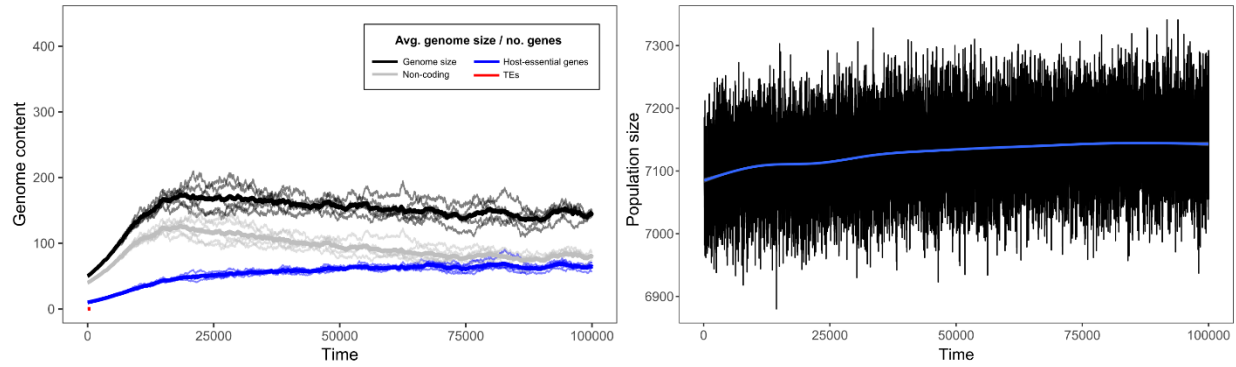 Avg. genome size / no. genes
Genome size
Host-essential genes
Non-coding
TEs
Genome content
400
300
200
100
0
0
25000
50000
75000
100000
Time
Population size
7300
7200
7100
7000
6900
0
25000
50000
75000
100000
Time